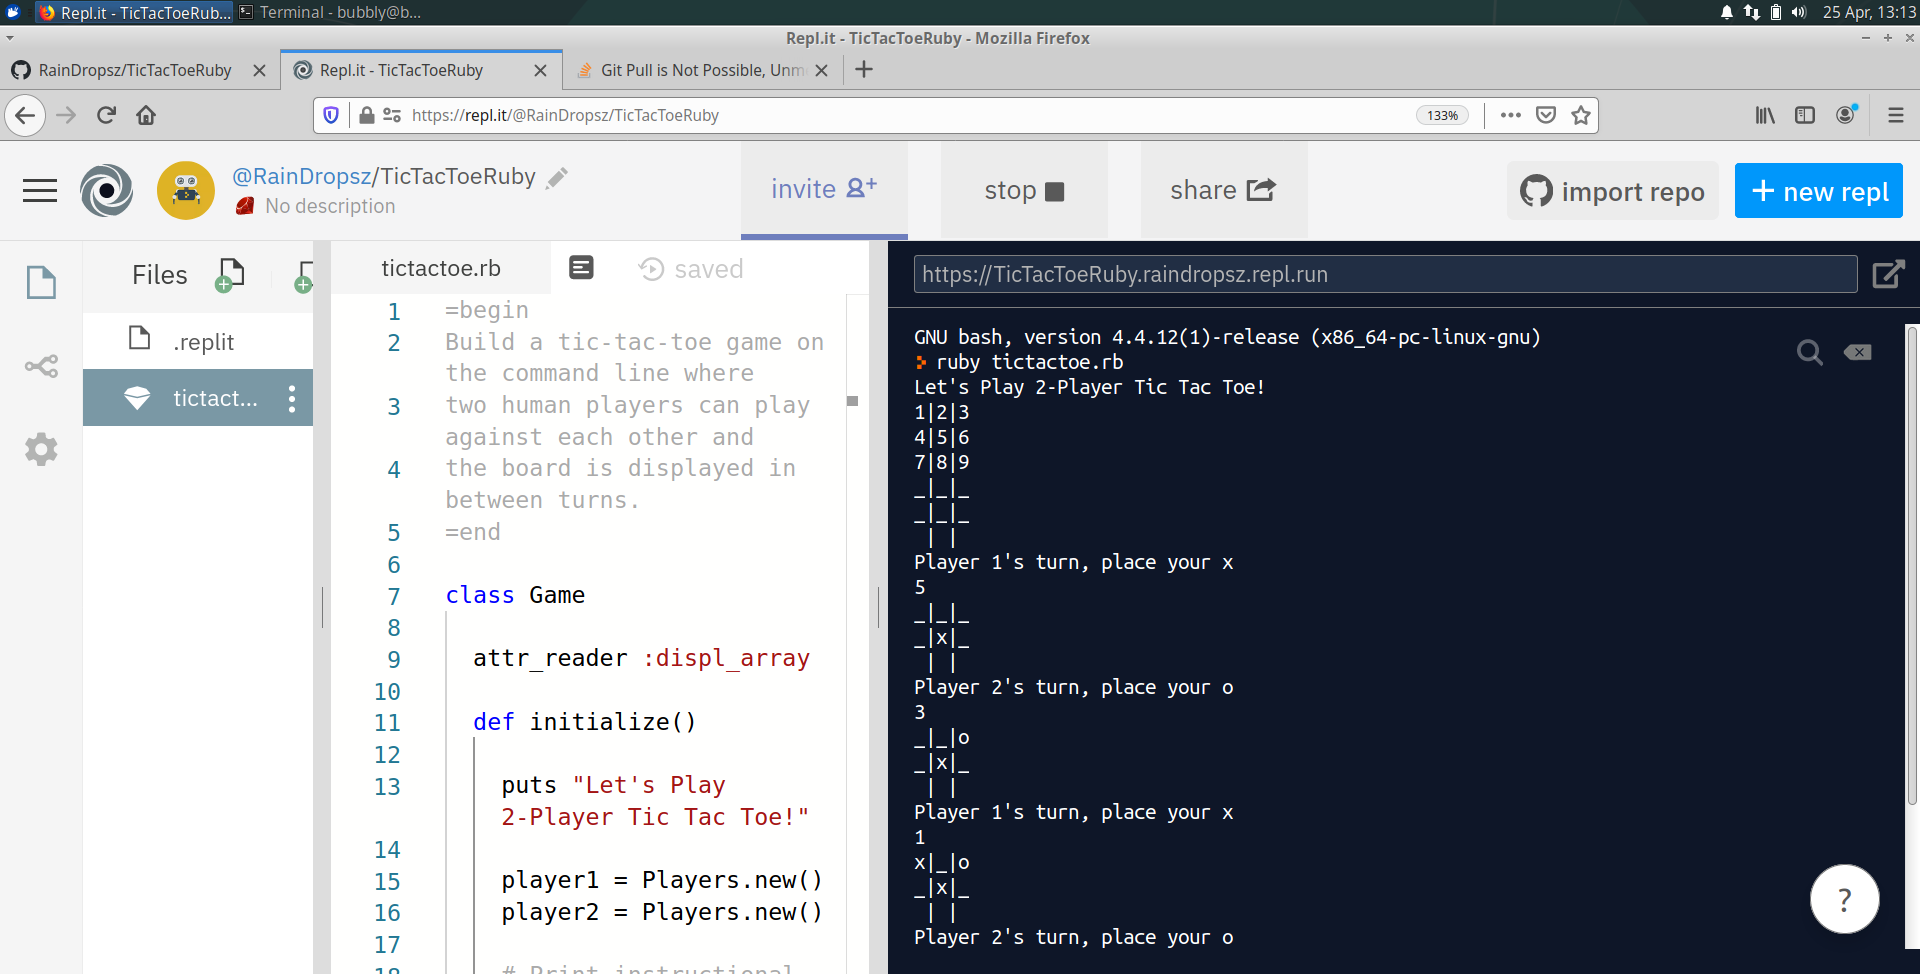 Repl.it - TicTacToeRub...
Terminal - bubbly@b...
25 Apr, 13:13
Repl.it - TicTacToeRuby - Mozilla Firefox
RainDropsz/TicTacToeRuby
Repl.it - TicTacToeRuby
Git Pull is Not Possible, Unm
https://repl.it/@RainDropsz/TicTacToeRuby
133%
@RainDropsz/TicTacToeRuby
No description
invite
stop
share
import repo
+ new repl
Files
.replit
tictact...
tictactoe.rb
saved
1 =begin
2 Build a tic-tac-toe game on
the command line where
3 two human players can play
against each other and
4 the board is displayed in
between turns.
5 =end
6
7 class Game
8
9 attr_reader :displ_array
10
11 def initialize()
12
13 puts "Let's Play
2-Player Tic Tac Toe!"
14
15 player1 = Players.new()
16 player2 = Players.new()
17
18 # Print instructional
https://TicTacToeRuby.raindropsz.repl.run
GNU bash, version 4.4.12(1)-release (x86_64-pc-linux-gnu)
ruby tictactoe.rb
Let's Play 2-Player Tic Tac Toe!
1|2|3
4|5|6
7|8|9
_|_|_
_|_|_
 | |
Player 1's turn, place your x
5
_|_|_
_|x|_
 | |
Player 2's turn, place your o
3
_|_|o
_|x|_
 | |
Player 1's turn, place your x
1
x|_|o
_|x|_
 | |
Player 2's turn, place your o
?